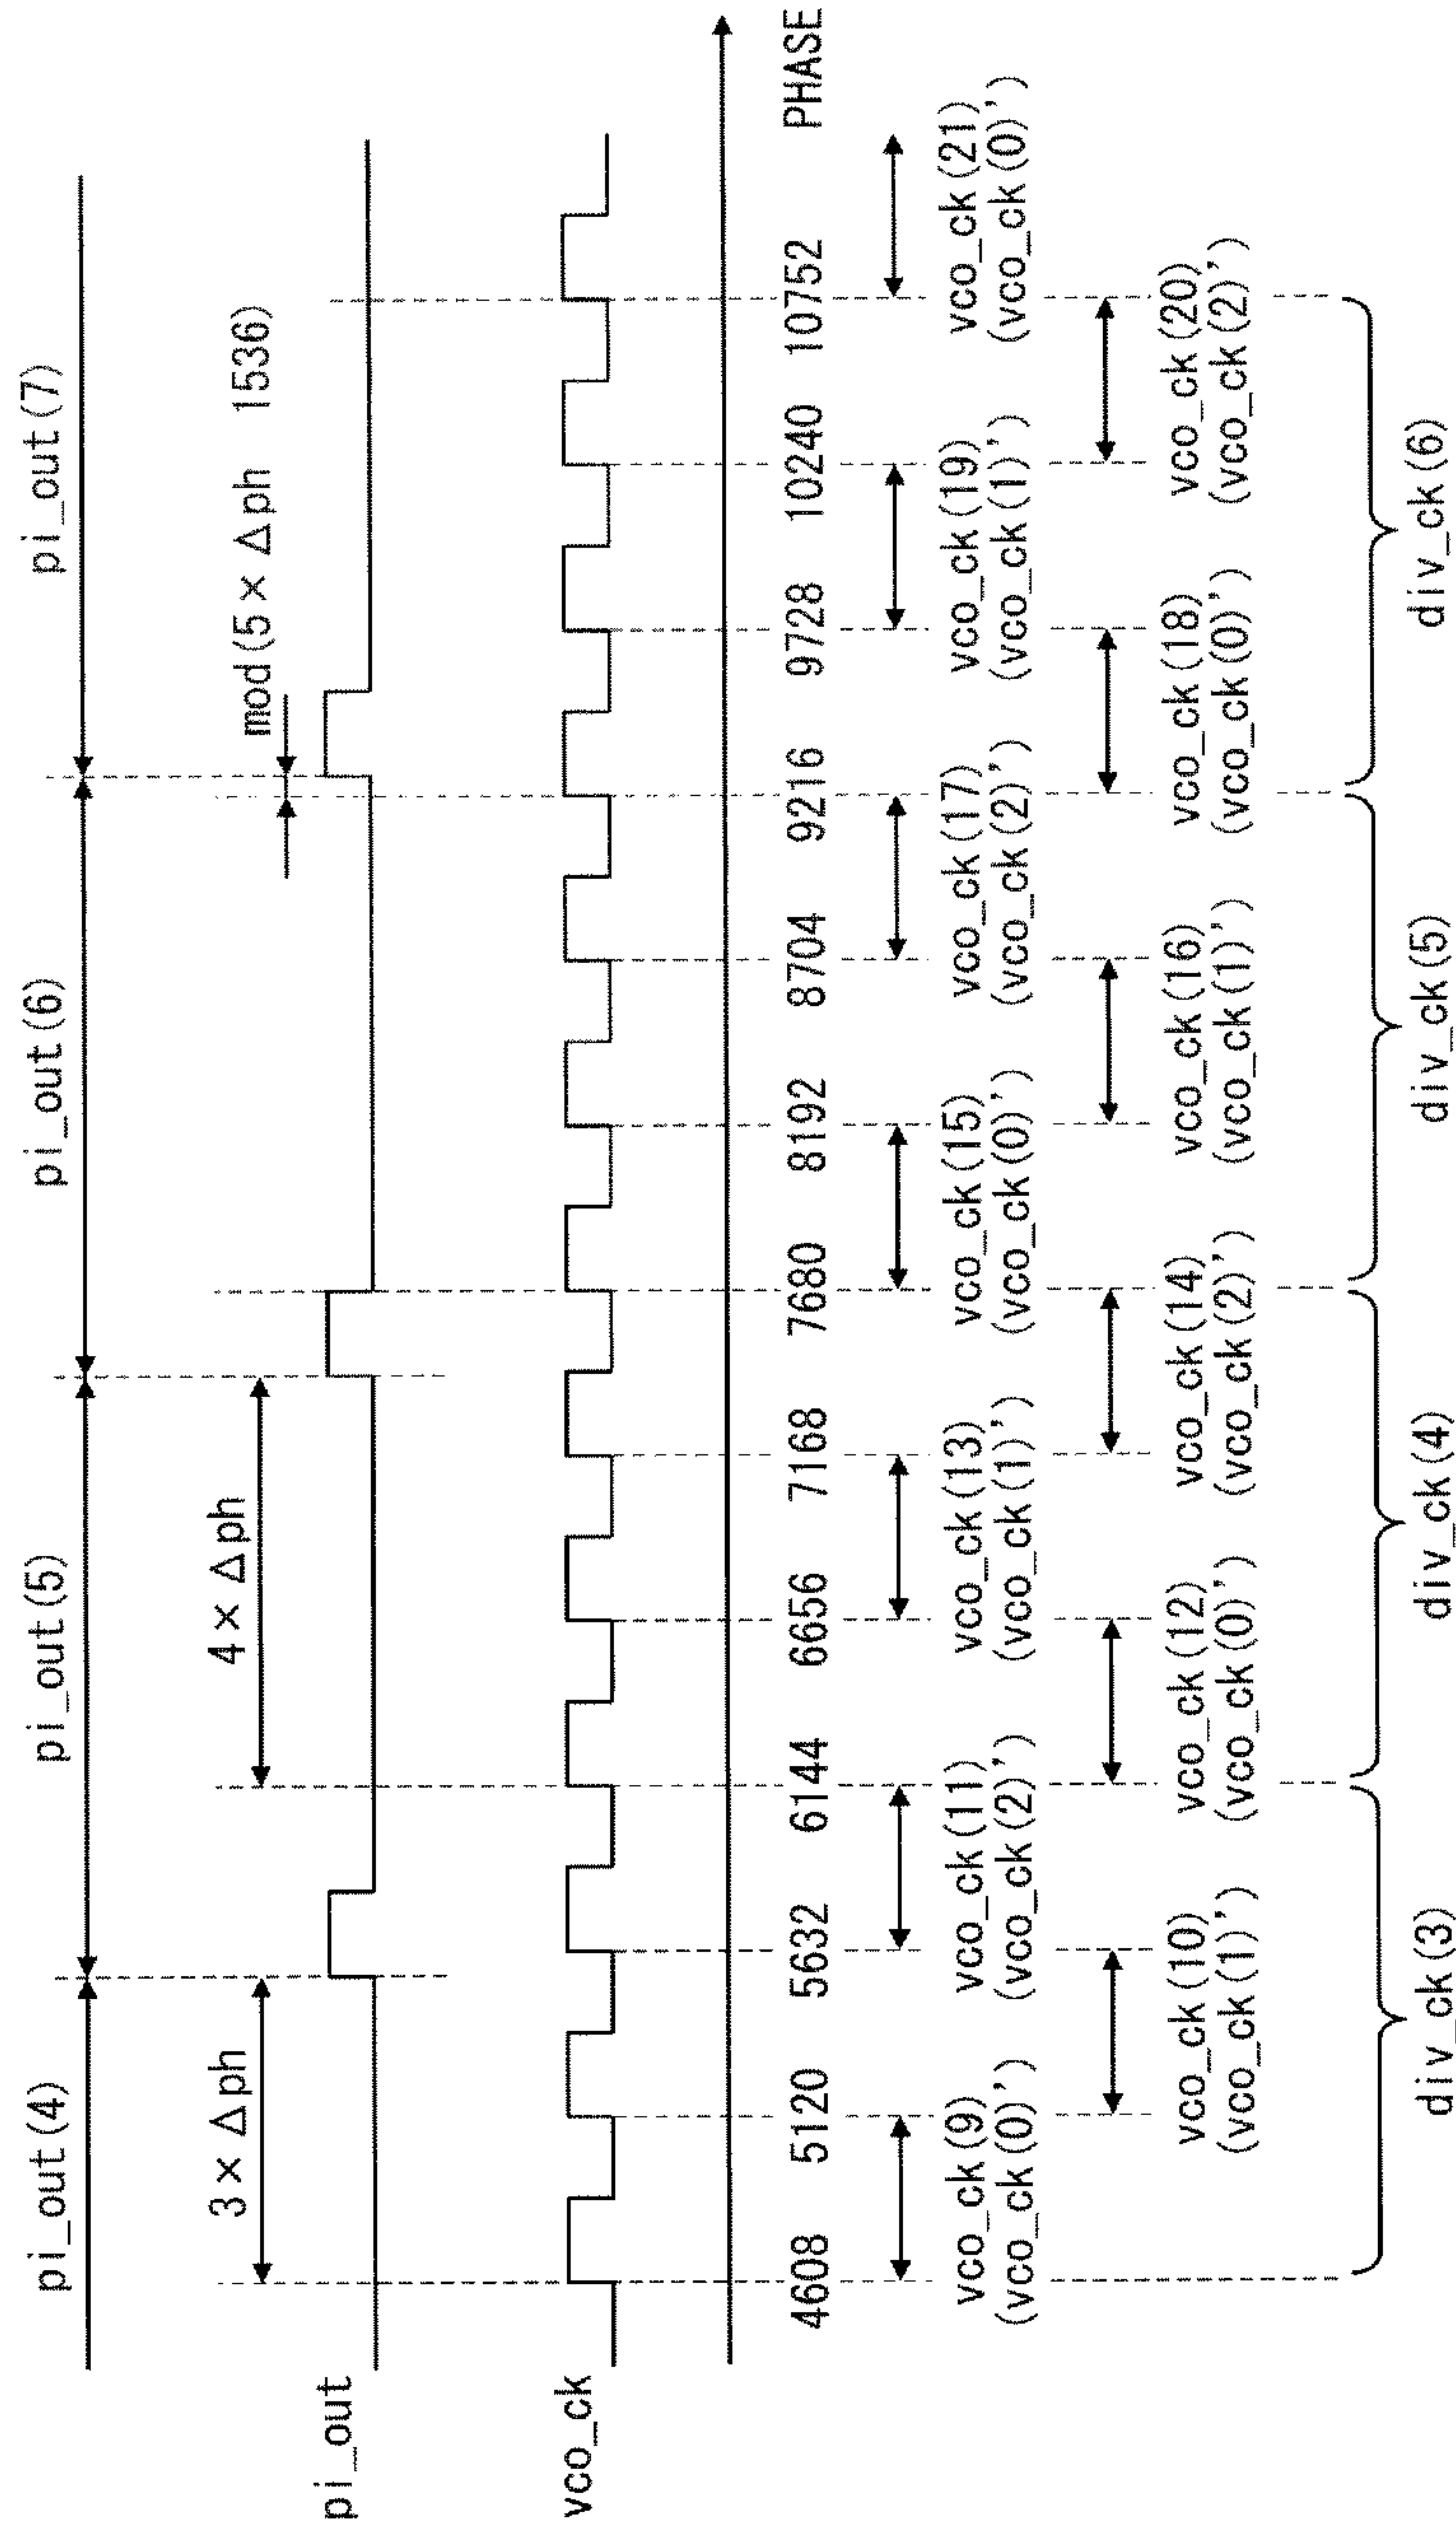 pi_out(4)
pi_out(5)
pi_out(6)
pi_out(7)
3×Δph
4×Δph
mod(5×Δph 1536)
pi_out
vco_ck
4608
5120
5632
6144
6656
7168
7680
8192
8704
9216
9728
10240
10752
PHASE
vco_ck(9)
(vco_ck(0)')
vco_ck(11)
(vco_ck(2)')
vco_ck(13)
(vco_ck(1)')
vco_ck(15)
(vco_ck(0)')
vco_ck(17)
(vco_ck(2)')
vco_ck(19)
(vco_ck(1)')
vco_ck(21)
(vco_ck(0)')
vco_ck(10)
(vco_ck(1)')
vco_ck(12)
(vco_ck(0)')
vco_ck(14)
(vco_ck(2)')
vco_ck(16)
(vco_ck(1)')
vco_ck(18)
(vco_ck(0)')
vco_ck(20)
(vco_ck(2)')
div_ck(3)
div_ck(4)
div_ck(5)
div_ck(6)